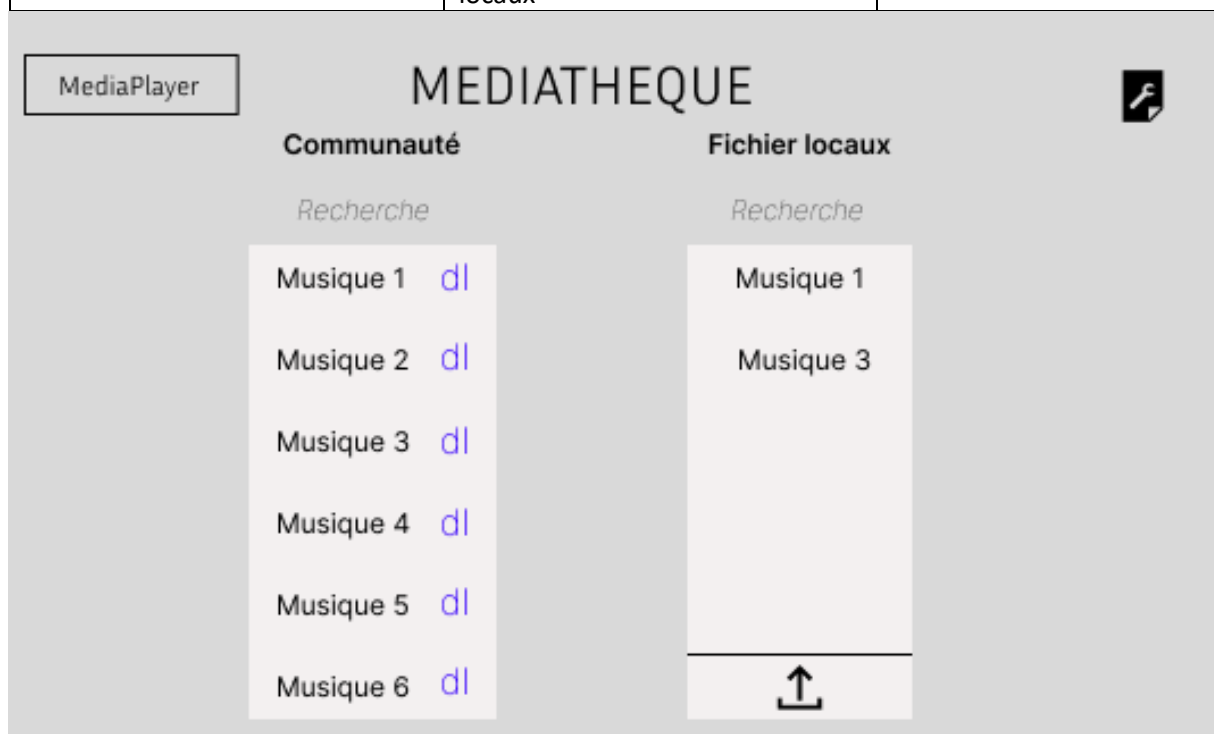 locaux
MediaPlayer
MEDIATHEQUE
Communauté
Recherche
Musique 1 dl
Musique 2 dl
Musique 3 dl
Musique 4 dl
Musique 5 dl
Musique 6 dl
Fichier locaux
Recherche
Musique 1
Musique 3